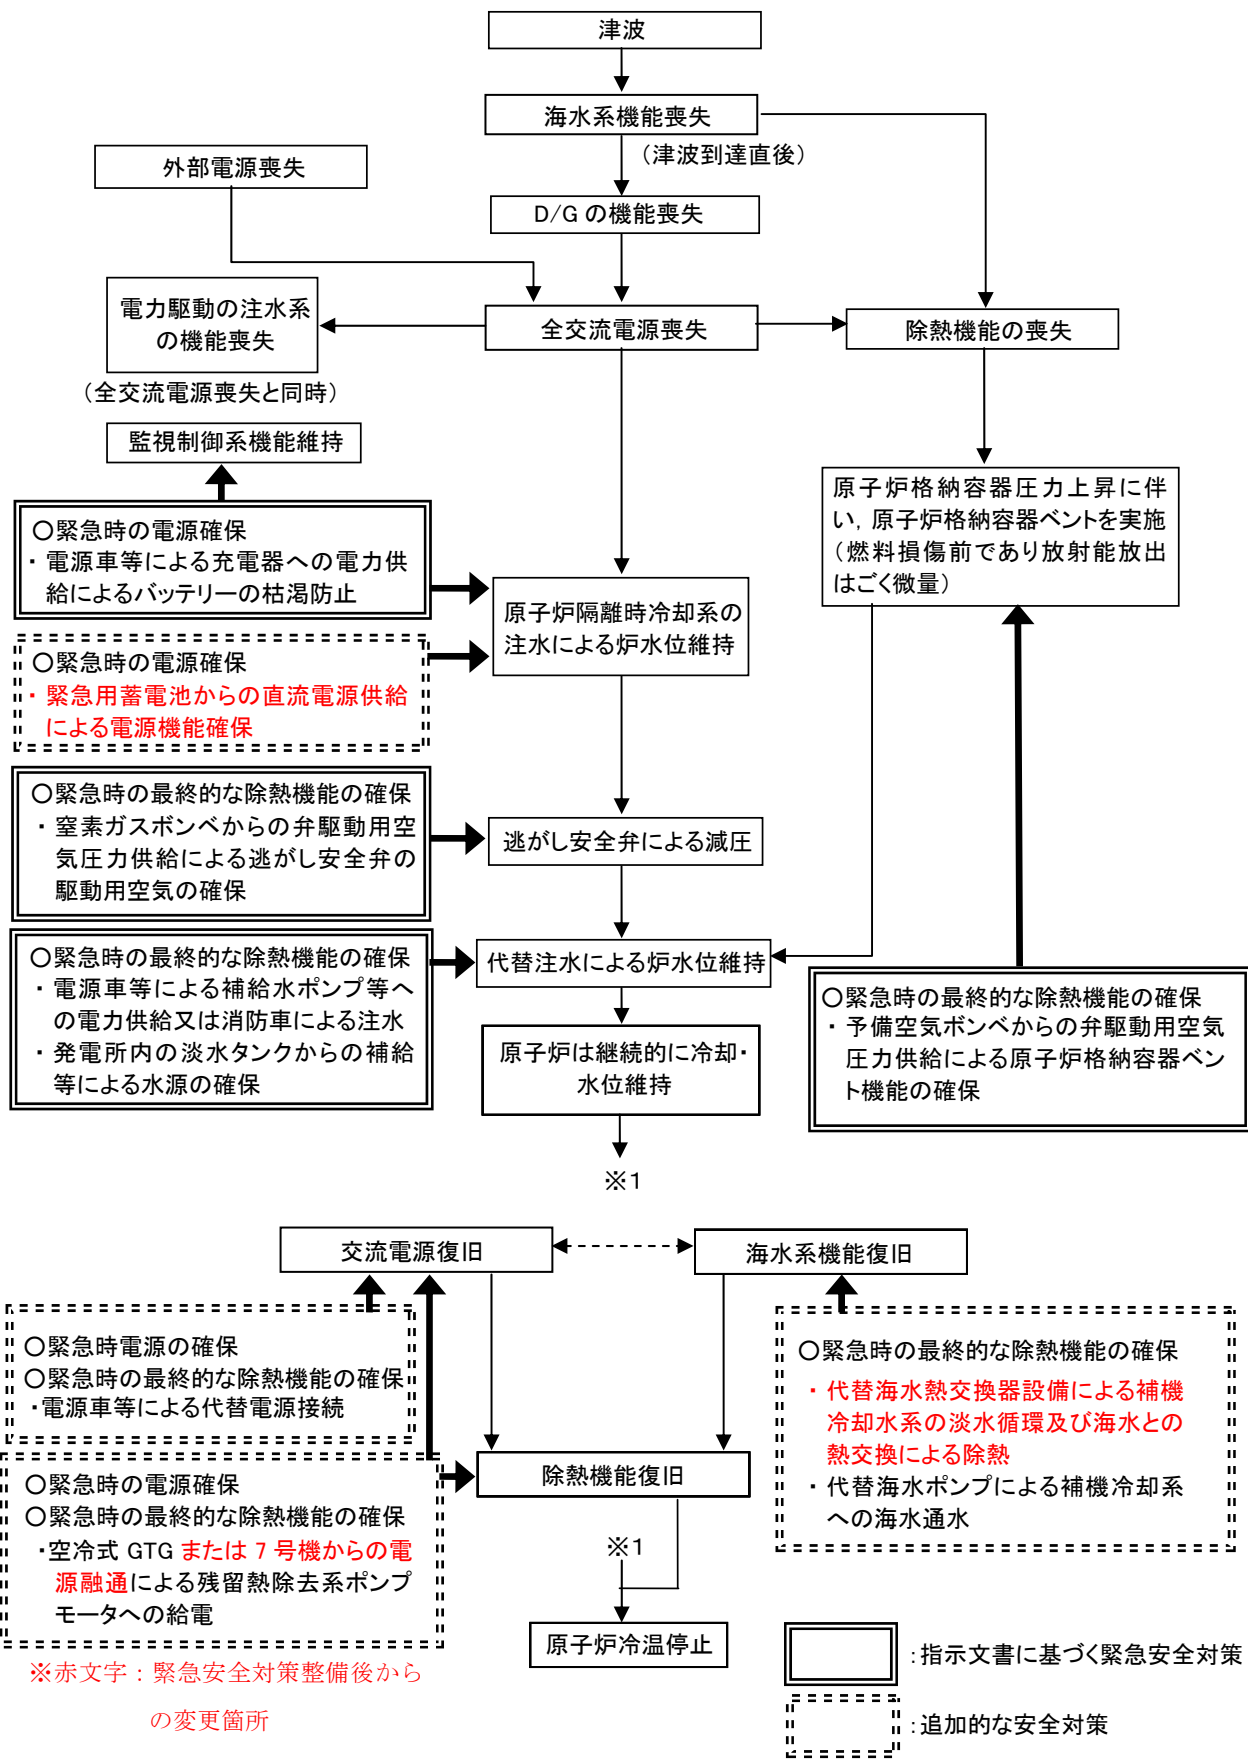 津波
海水系機能喪失
（津波到達直後）
外部電源喪失
D/G の機能喪失
電力駆動の注水系
の機能喪失
（全交流電源喪失と同時）
全交流電源喪失
除熱機能の喪失
監視制御系機能維持
○緊急時の電源確保
・電源車等による充電器への電力供
給によるバッテリーの枯渇防止
原子炉格納容器圧力上昇に伴
い，原子炉格納容器ベントを実施
（燃料損傷前であり放射能放出
はごく微量）
原子炉隔離時冷却系の
注水による炉水位維持
○緊急時の電源確保
・緊急用蓄電池からの直流電源供給
による電源機能確保
○緊急時の最終的な除熱機能の確保
・窒素ガスボンベからの弁駆動用空
気圧力供給による逃がし安全弁の
駆動用空気の確保
逃がし安全弁による減圧
○緊急時の最終的な除熱機能の確保
・電源車等による補給水ポンプ等へ
の電力供給又は消防車による注水
・発電所内の淡水タンクからの補給
等による水源の確保
代替注水による炉水位維持
○緊急時の最終的な除熱機能の確保
・予備空気ボンベからの弁駆動用空気
圧力供給による原子炉格納容器ベン
ト機能の確保
原子炉は継続的に冷却・
水位維持
※1
交流電源復旧
海水系機能復旧
○緊急時電源の確保
○緊急時の最終的な除熱機能の確保
・電源車等による代替電源接続
○緊急時の最終的な除熱機能の確保
・代替海水熱交換器設備による補機
冷却水系の淡水循環及び海水との
熱交換による除熱
・代替海水ポンプによる補機冷却系
への海水通水
○緊急時の電源確保
○緊急時の最終的な除熱機能の確保
・空冷式 GTG または 7 号機からの電
源融通による残留熱除去系ポンプ
モータへの給電
除熱機能復旧
※1
原子炉冷温停止
※赤文字：緊急安全対策整備後から
の変更箇所
：指示文書に基づく緊急安全対策
：追加的な安全対策